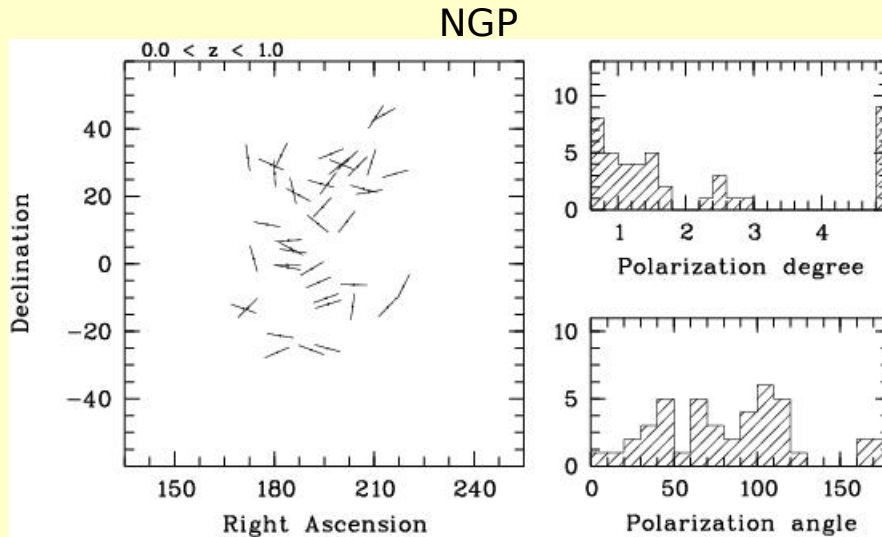 NGP
0.0 < z < 1.0
Declination
40
20
0
−20
−40
150 180 210 240
Right Ascension
10
5
0
1 2 3 4
Polarization degree
10
5
0
0 50 100 150
Polarization angle